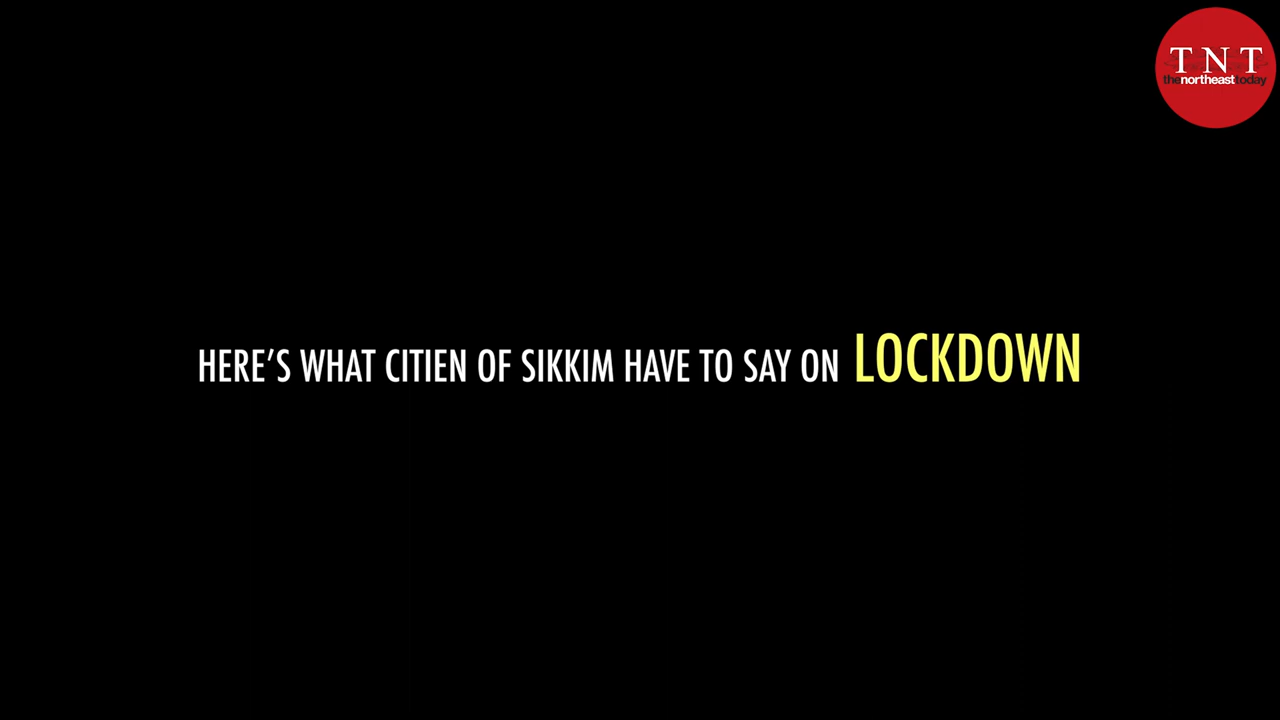 TNT
thenortheasttoday
HERE'S WHAT CITIEN OF SIKKIM HAVE TO SAY ON LOCKDOWN